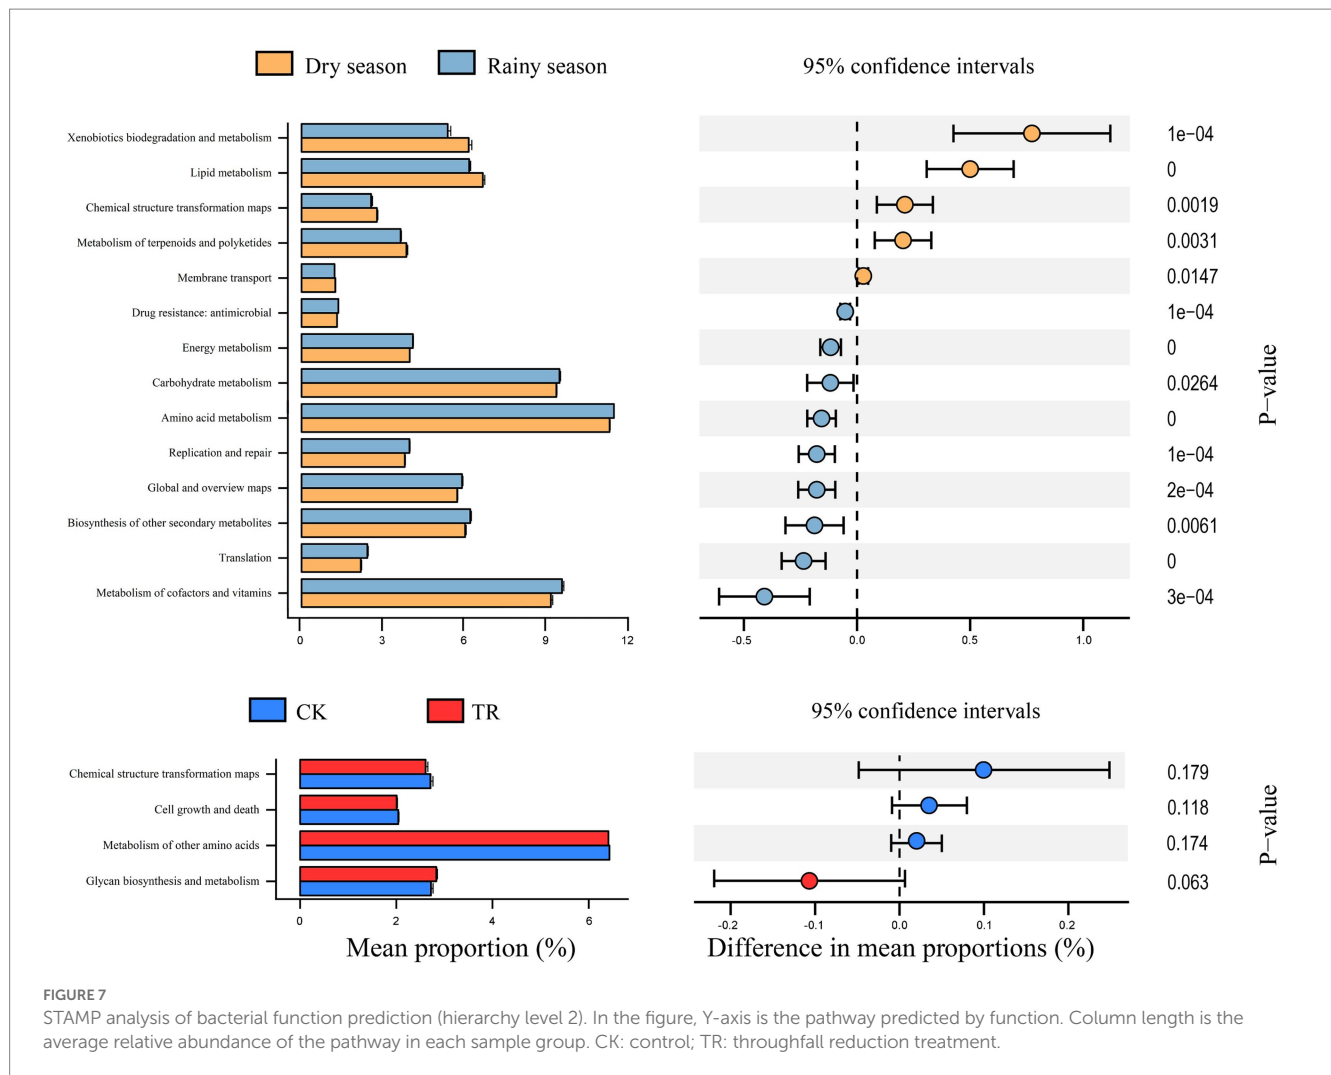 Dry season
Rainy season
95% confidence intervals
Xenobiotics biodegradation and metabolism
1e−04
Lipid metabolism
0
Chemical structure transformation maps
0.0019
Metabolism of terpenoids and polyketides
0.0031
Membrane transport
0.0147
Drug resistance: antimicrobial
1e−04
Energy metabolism
0
Carbohydrate metabolism
0.0264
Amino acid metabolism
0
Replication and repair
1e−04
Global and overview maps
2e−04
Biosynthesis of other secondary metabolites
0.0061
Translation
0
Metabolism of cofactors and vitamins
3e−04
P−value
0 3 6 9 12
-0.5 0.0 0.5 1.0
CK
TR
95% confidence intervals
Chemical structure transformation maps
0.179
Cell growth and death
0.118
Metabolism of other amino acids
0.174
Glycan biosynthesis and metabolism
0.063
P−value
0 2 4 6
-0.2 -0.1 0.0 0.1 0.2
Mean proportion (%)
Difference in mean proportions (%)
FIGURE 7
STAMP analysis of bacterial function prediction (hierarchy level 2). In the figure, Y-axis is the pathway predicted by function. Column length is the
average relative abundance of the pathway in each sample group. CK: control; TR: throughfall reduction treatment.